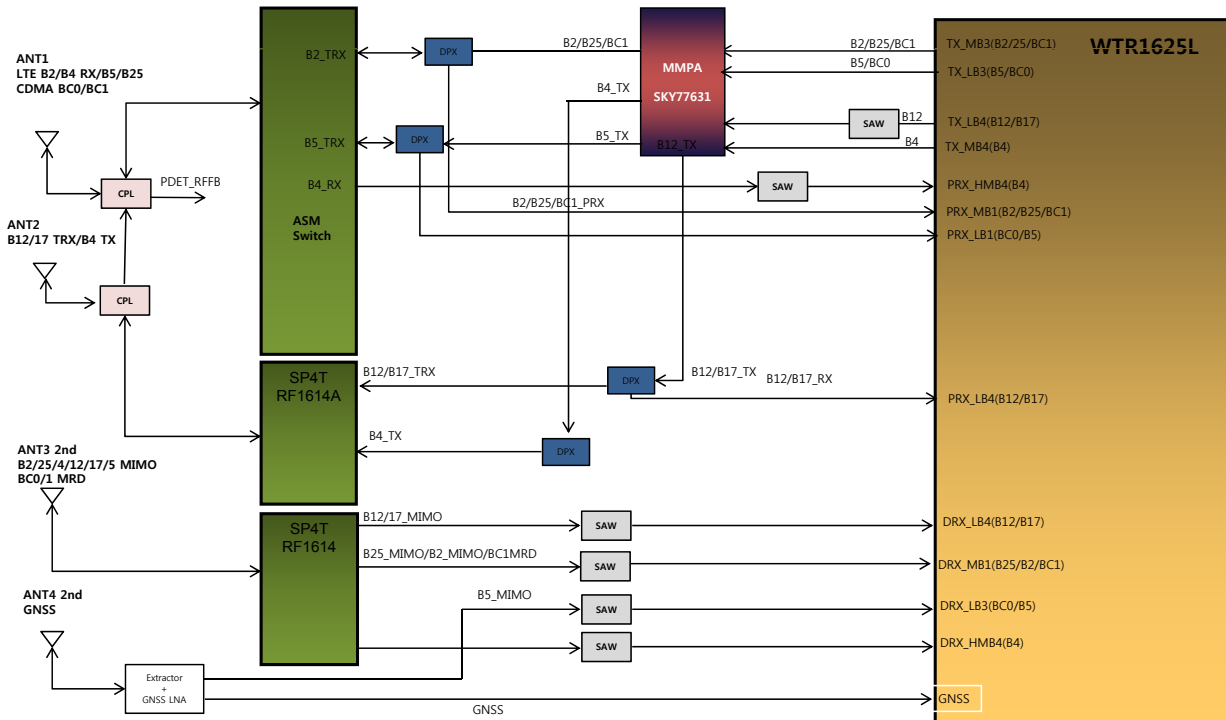 ANT1
LTE B2/B4 RX/B5/B25
CDMA BC0/BC1
CPL
PDET_RFFB
ANT2
B12/17 TRX/B4 TX
CPL
B2_TRX
B5_TRX
B4_RX
ASM
Switch
DPX
DPX
B2/B25/BC1
B4_TX
B5_TX
B2/B25/BC1_PRX
MMPA
SKY77631
B12_TX
B2/B25/BC1
B5/BC0
SAW
B12
B4
SAW
WTR1625L
TX_MB3(B2/25/BC1)
TX_LB3(B5/BC0)
TX_LB4(B12/B17)
TX_MB4(B4)
PRX_HMB4(B4)
PRX_MB1(B2/B25/BC1)
PRX_LB1(BC0/B5)
SP4T
RF1614A
B12/B17_TRX
DPX
B12/B17_TX
B12/B17_RX
PRX_LB4(B12/B17)
B4_TX
DPX
ANT3 2nd
B2/25/4/12/17/5 MIMO
BC0/1 MRD
SP4T
RF1614
B12/17_MIMO
SAW
DRX_LB4(B12/B17)
B25_MIMO/B2_MIMO/BC1MRD
SAW
DRX_MB1(B25/B2/BC1)
B5_MIMO
SAW
DRX_LB3(BC0/B5)
SAW
DRX_HMB4(B4)
ANT4 2nd
GNSS
Extractor
+
GNSS LNA
GNSS
GNSS